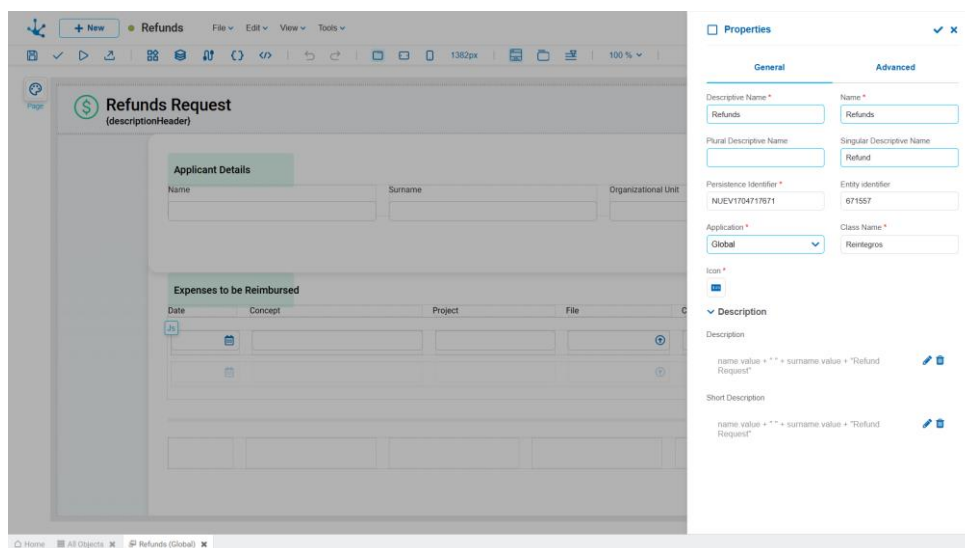 + New Refunds File Edit View Tools
1382px 100 %
Page
Refunds Request
{descriptionHeader}
Applicant Details
Name Surname Organizational Unit
Expenses to be Reimbursed
Date Concept Project File C
Js
Properties
General Advanced
Descriptive Name * Name *
Refunds Refunds
Plural Descriptive Name Singular Descriptive Name
Refund
Persistence Identifier * Entity identifier
NUEV1704717671 671557
Application * Class Name *
Global Reintegros
Icon *
Description
Description
name.value + " " + surname.value + "Refund
Request"
Short Description
name.value + " " + surname.value + "Refund
Request"
Home All Objects Refunds (Global)